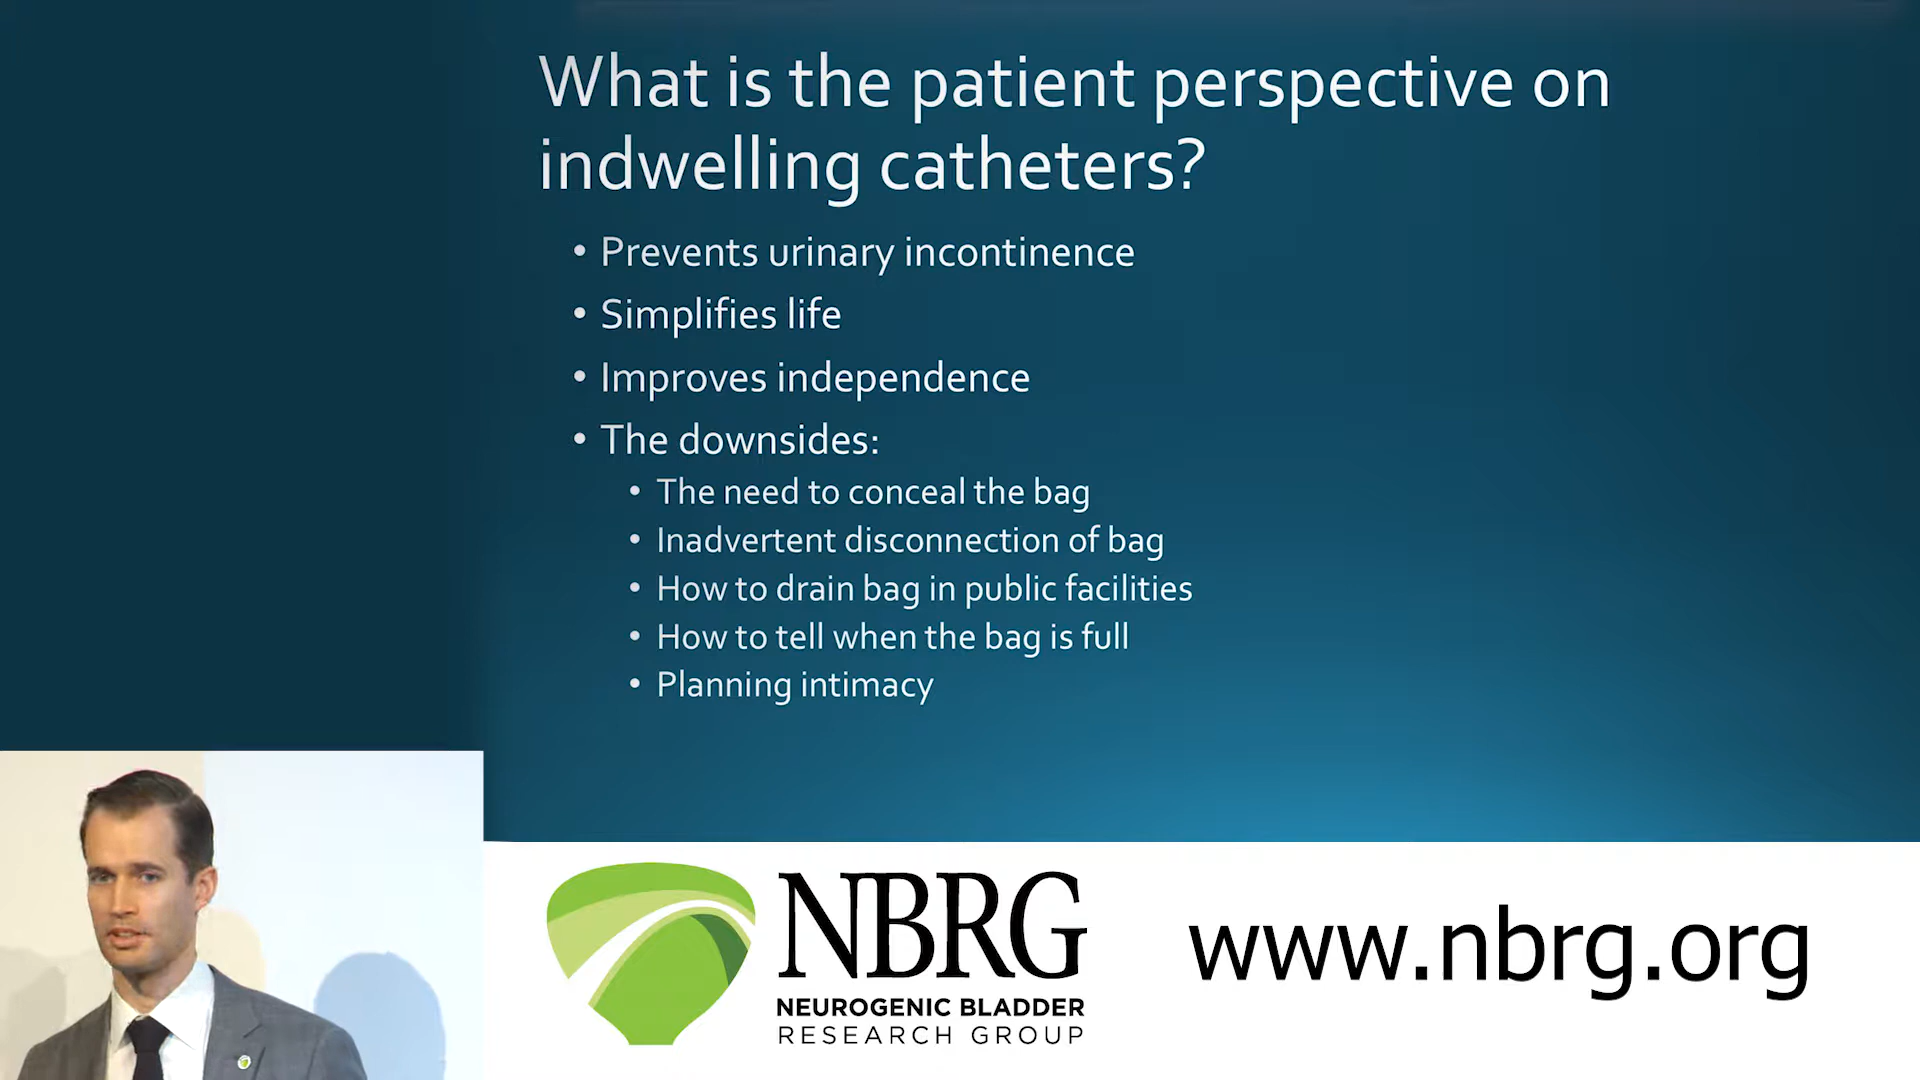 What is the patient perspective on
indwelling catheters?
• Prevents urinary incontinence
• Simplifies life
• Improves independence
• The downsides:
• The need to conceal the bag
• Inadvertent disconnection of bag
• How to drain bag in public facilities
• How to tell when the bag is full
• Planning intimacy
NBRG
NEUROGENIC BLADDER
RESEARCH GROUP
www.nbrg.org